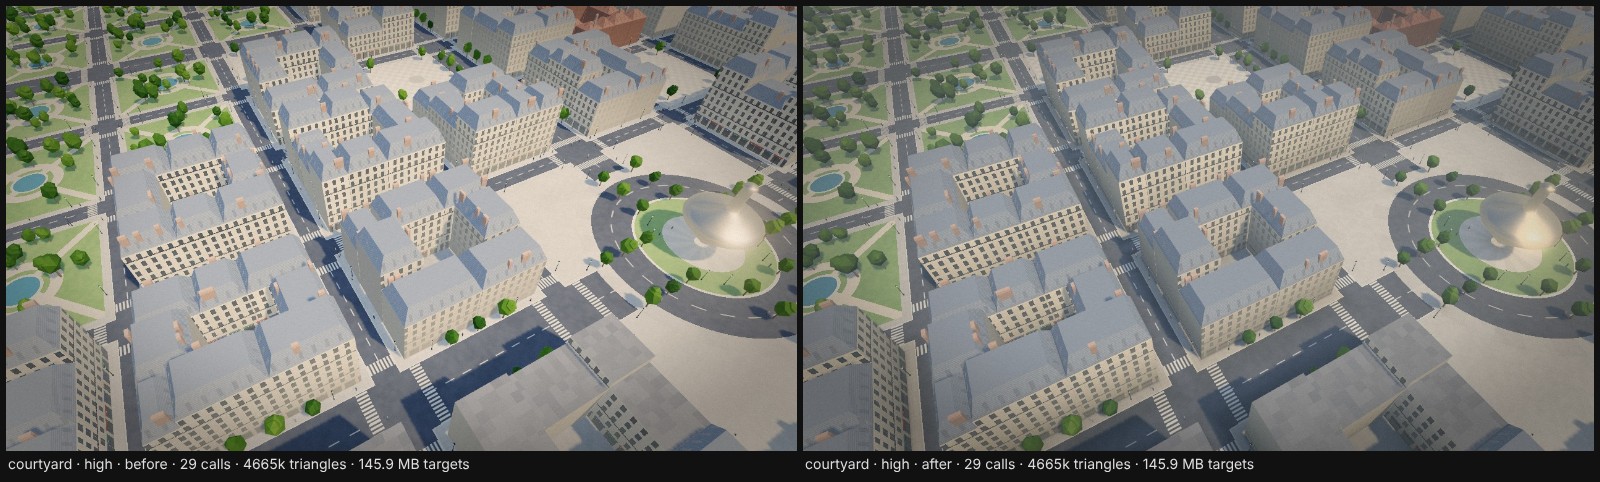 courtyard · high · before · 29 calls · 4665k triangles · 145.9 MB targets
courtyard · high · after · 29 calls · 4665k triangles · 145.9 MB targets